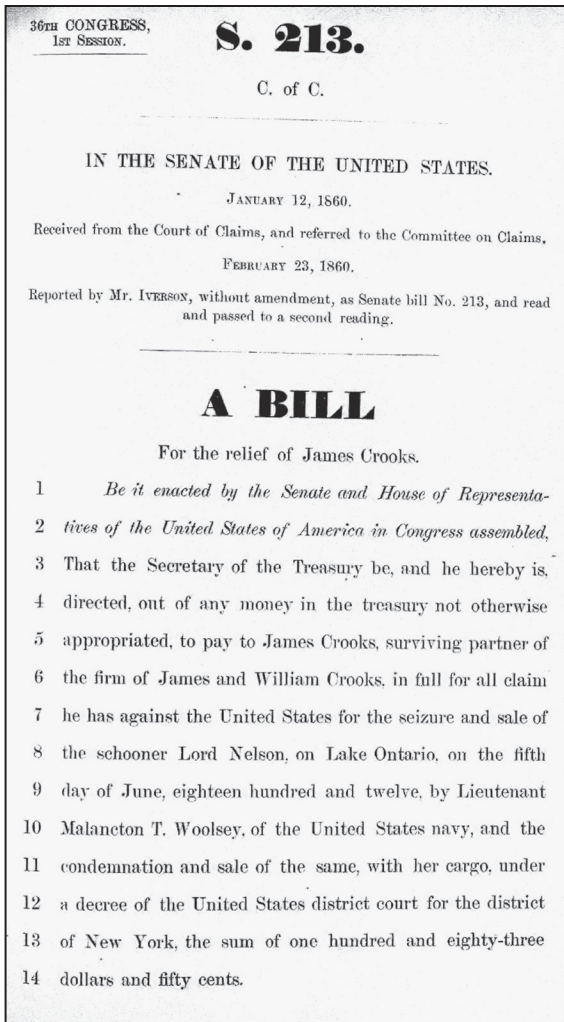 36TH CONGRESS,
1ST SESSION.
S. 213.
C. of C.
IN THE SENATE OF THE UNITED STATES.
JANUARY 12, 1860.
Received from the Court of Claims, and referred to the Committee on Claims.
FEBRUARY 23, 1860.
Reported by Mr. IVERSON, without amendment, as Senate bill No. 213, and read
and passed to a second reading.
A BILL
For the relief of James Crooks.
1 Be it enacted by the Senate and House of Representa-
2 tives of the United States of America in Congress assembled,
3 That the Secretary of the Treasury be, and he hereby is,
4 directed, out of any money in the treasury not otherwise
5 appropriated, to pay to James Crooks, surviving partner of
6 the firm of James and William Crooks, in full for all claim
7 he has against the United States for the seizure and sale of
8 the schooner Lord Nelson, on Lake Ontario, on the fifth
9 day of June, eighteen hundred and twelve, by Lieutenant
10 Malancton T. Woolsey, of the United States navy, and the
11 condemnation and sale of the same, with her cargo, under
12 a decree of the United States district court for the district
13 of New York, the sum of one hundred and eighty-three
14 dollars and fifty cents.